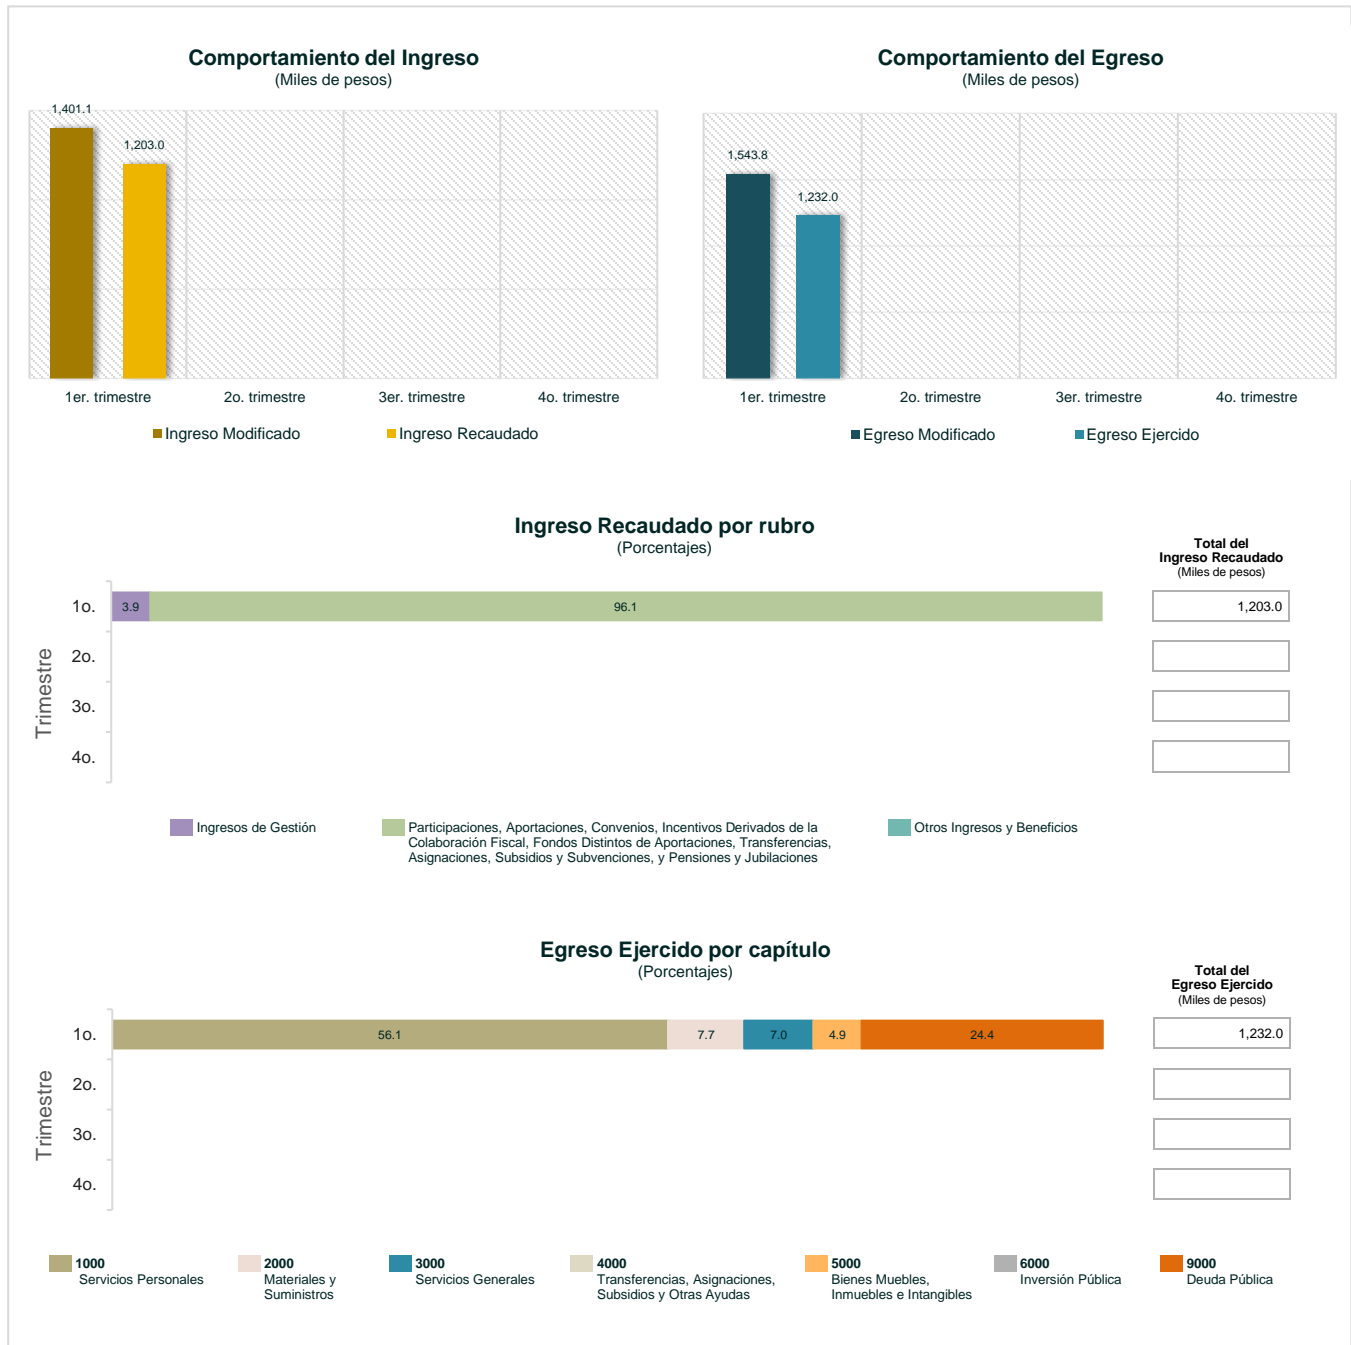 Comportamiento del Ingreso
(Miles de pesos)
1,401.1
1,203.0
1er. trimestre
2o. trimestre
3er. trimestre
4o. trimestre
Ingreso Modificado
Ingreso Recaudado
Comportamiento del Egreso
(Miles de pesos)
1,543.8
1,232.0
1er. trimestre
2o. trimestre
3er. trimestre
4o. trimestre
Egreso Modificado
Egreso Ejercido
Ingreso Recaudado por rubro
(Porcentajes)
Total del
Ingreso Recaudado
(Miles de pesos)
Trimestre
1o.
3.9
96.1
1,203.0
2o.
3o.
4o.
Ingresos de Gestión
Participaciones, Aportaciones, Convenios, Incentivos Derivados de la
Colaboración Fiscal, Fondos Distintos de Aportaciones, Transferencias,
Asignaciones, Subsidios y Subvenciones, y Pensiones y Jubilaciones
Otros Ingresos y Beneficios
Egreso Ejercido por capítulo
(Porcentajes)
Total del
Egreso Ejercido
(Miles de pesos)
Trimestre
1o.
56.1
7.7
7.0
4.9
24.4
1,232.0
2o.
3o.
4o.
1000
Servicios Personales
2000
Materiales y
Suministros
3000
Servicios Generales
4000
Transferencias, Asignaciones,
Subsidios y Otras Ayudas
5000
Bienes Muebles,
Inmuebles e Intangibles
6000
Inversión Pública
9000
Deuda Pública